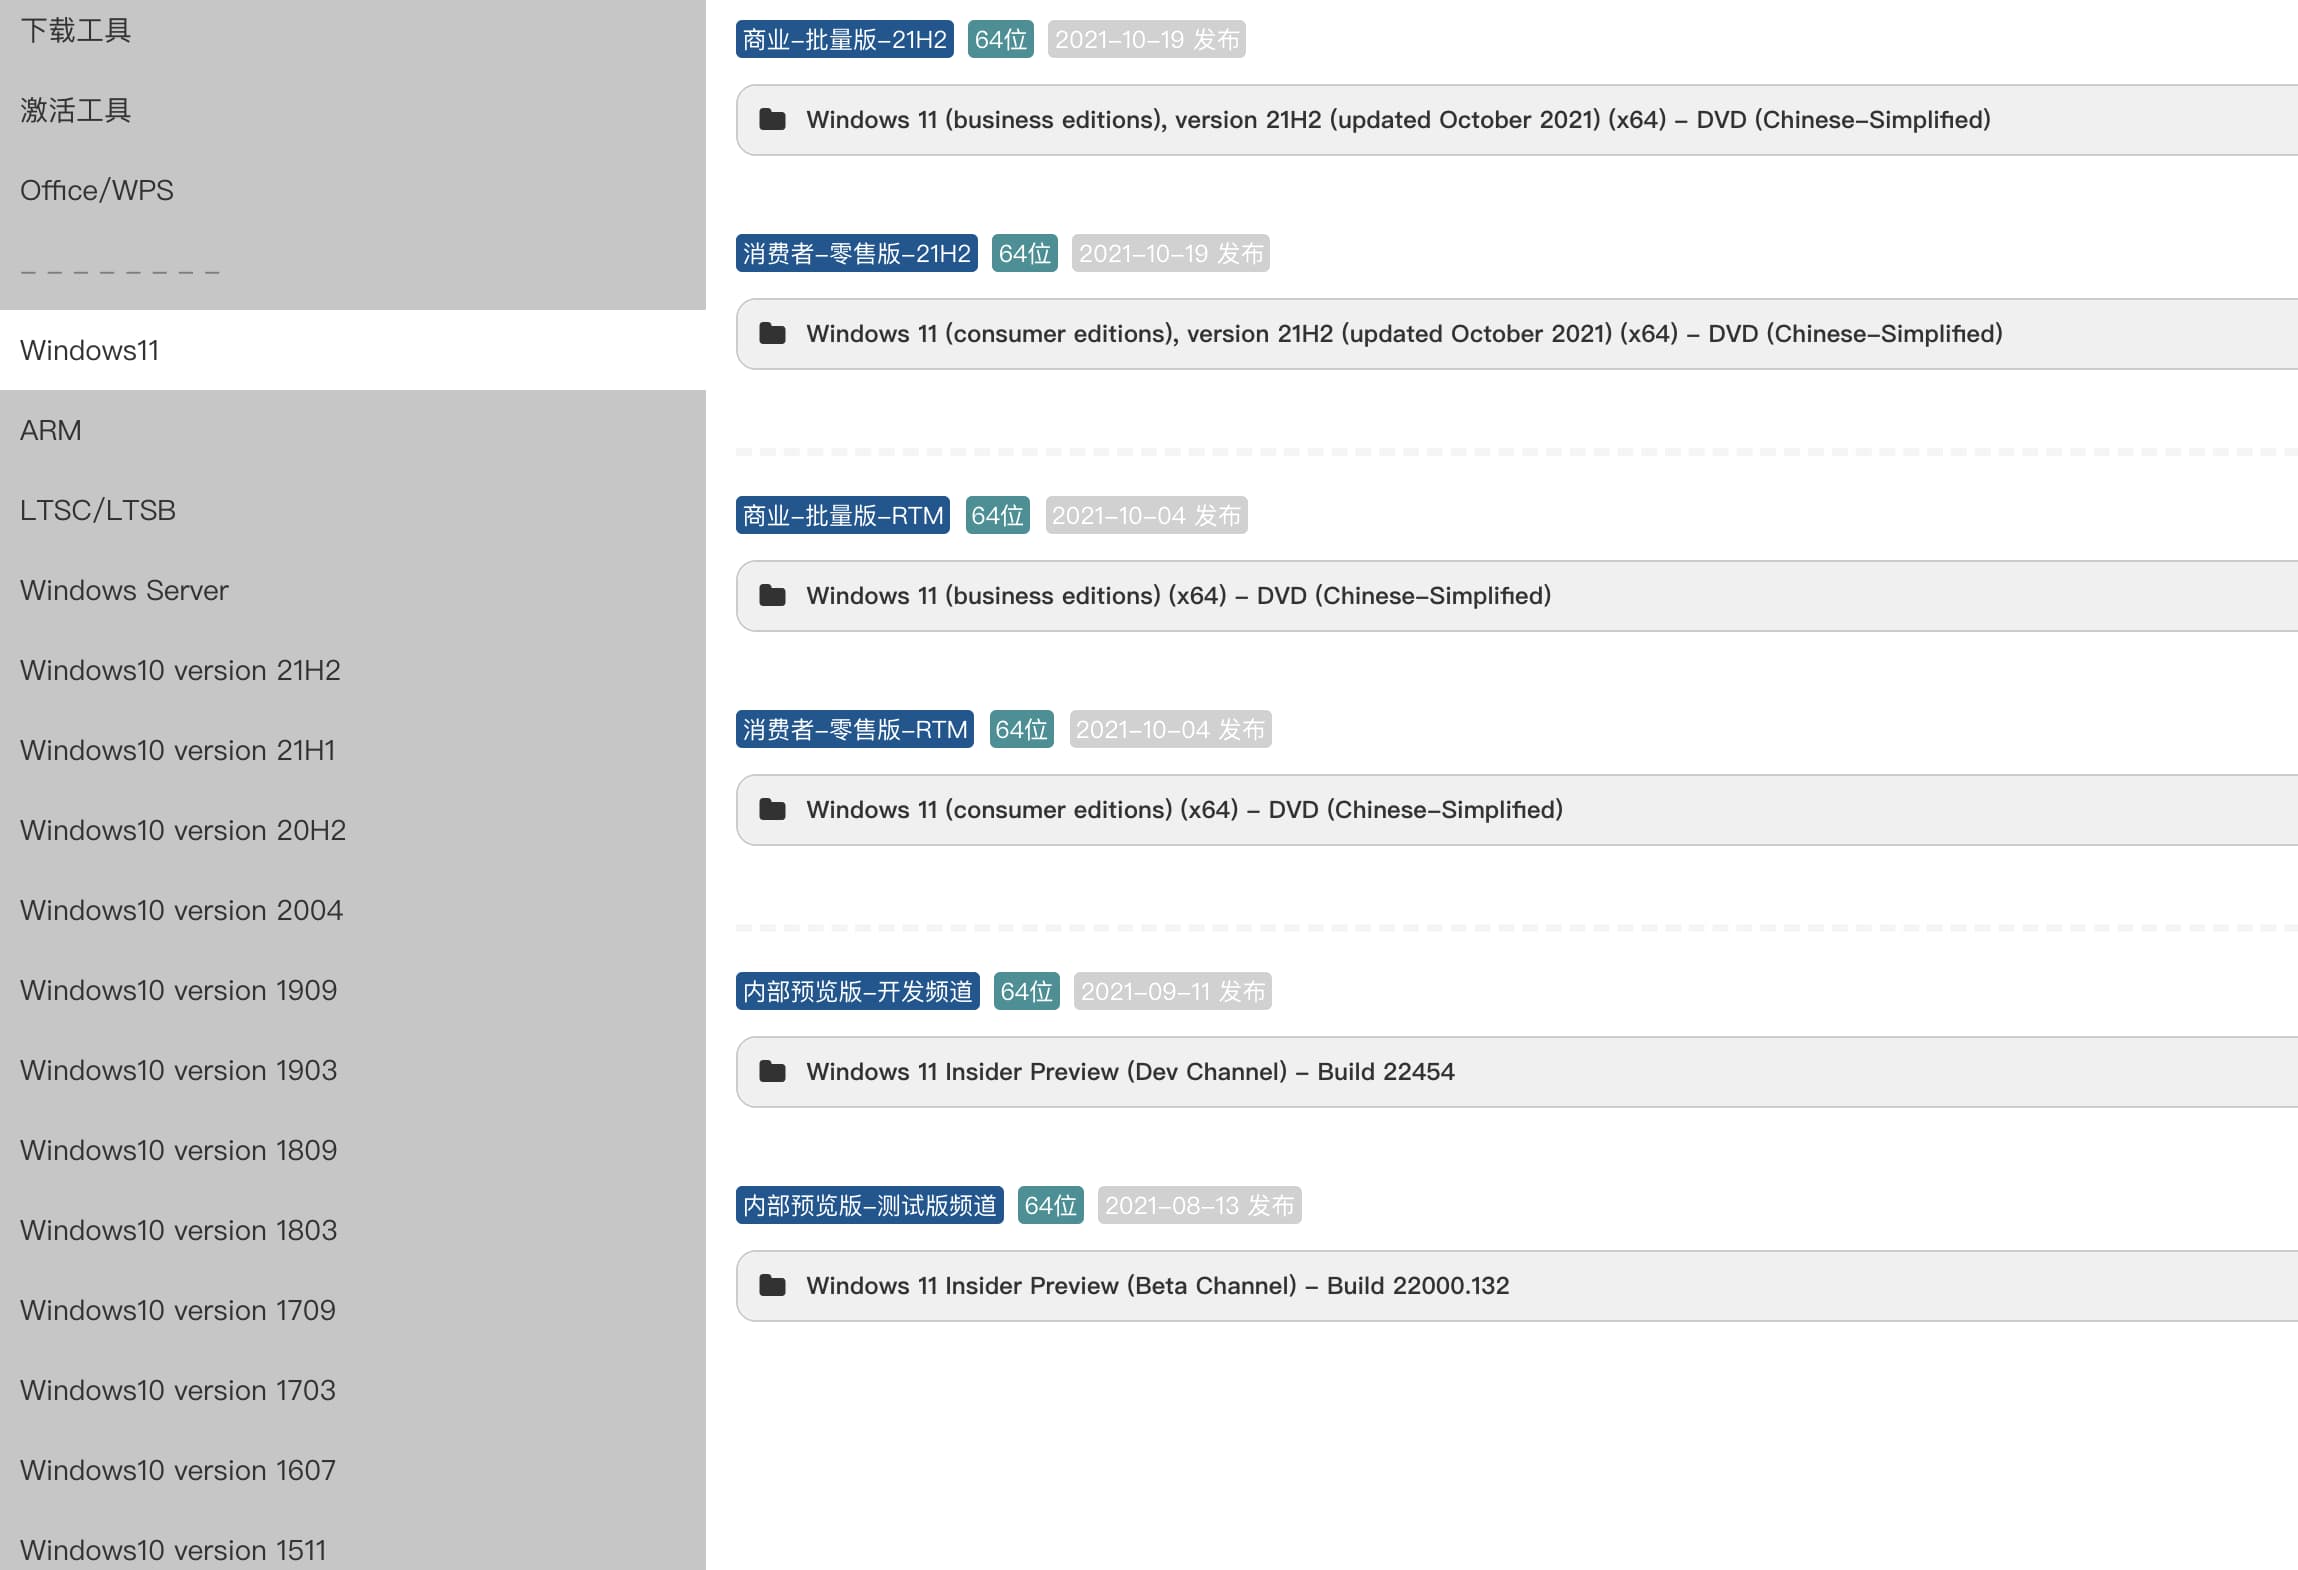 下载工具
激活工具
Office/WPS
– – – – – – – –
Windows11
ARM
LTSC/LTSB
Windows Server
Windows10 version 21H2
Windows10 version 21H1
Windows10 version 20H2
Windows10 version 2004
Windows10 version 1909
Windows10 version 1903
Windows10 version 1809
Windows10 version 1803
Windows10 version 1709
Windows10 version 1703
Windows10 version 1607
Windows10 version 1511
商业-批量版-21H2 64位 2021-10-19 发布
Windows 11 (business editions), version 21H2 (updated October 2021) (x64) - DVD (Chinese-Simplified)
消费者-零售版-21H2 64位 2021-10-19 发布
Windows 11 (consumer editions), version 21H2 (updated October 2021) (x64) - DVD (Chinese-Simplified)
商业-批量版-RTM 64位 2021-10-04 发布
Windows 11 (business editions) (x64) - DVD (Chinese-Simplified)
消费者-零售版-RTM 64位 2021-10-04 发布
Windows 11 (consumer editions) (x64) - DVD (Chinese-Simplified)
内部预览版-开发频道 64位 2021-09-11 发布
Windows 11 Insider Preview (Dev Channel) - Build 22454
内部预览版-测试版频道 64位 2021-08-13 发布
Windows 11 Insider Preview (Beta Channel) - Build 22000.132